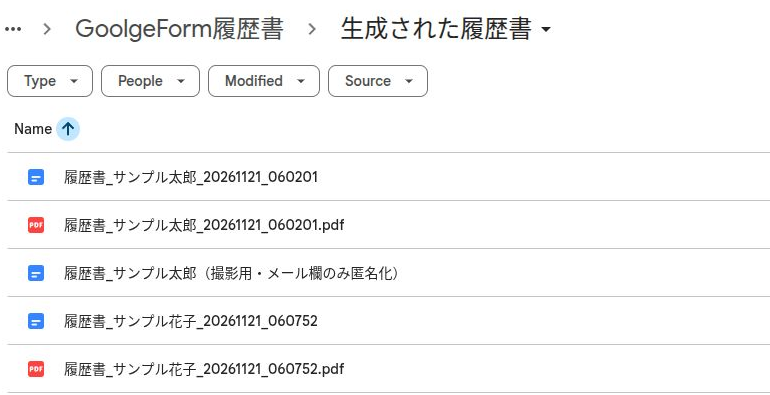 … > GoolgeForm履歴書 > 生成された履歴書
Type People Modified Source
Name
履歴書_サンプル太郎_20261121_060201
PDF 履歴書_サンプル太郎_20261121_060201.pdf
履歴書_サンプル太郎（撮影用・メール欄のみ匿名化）
履歴書_サンプル花子_20261121_060752
PDF 履歴書_サンプル花子_20261121_060752.pdf